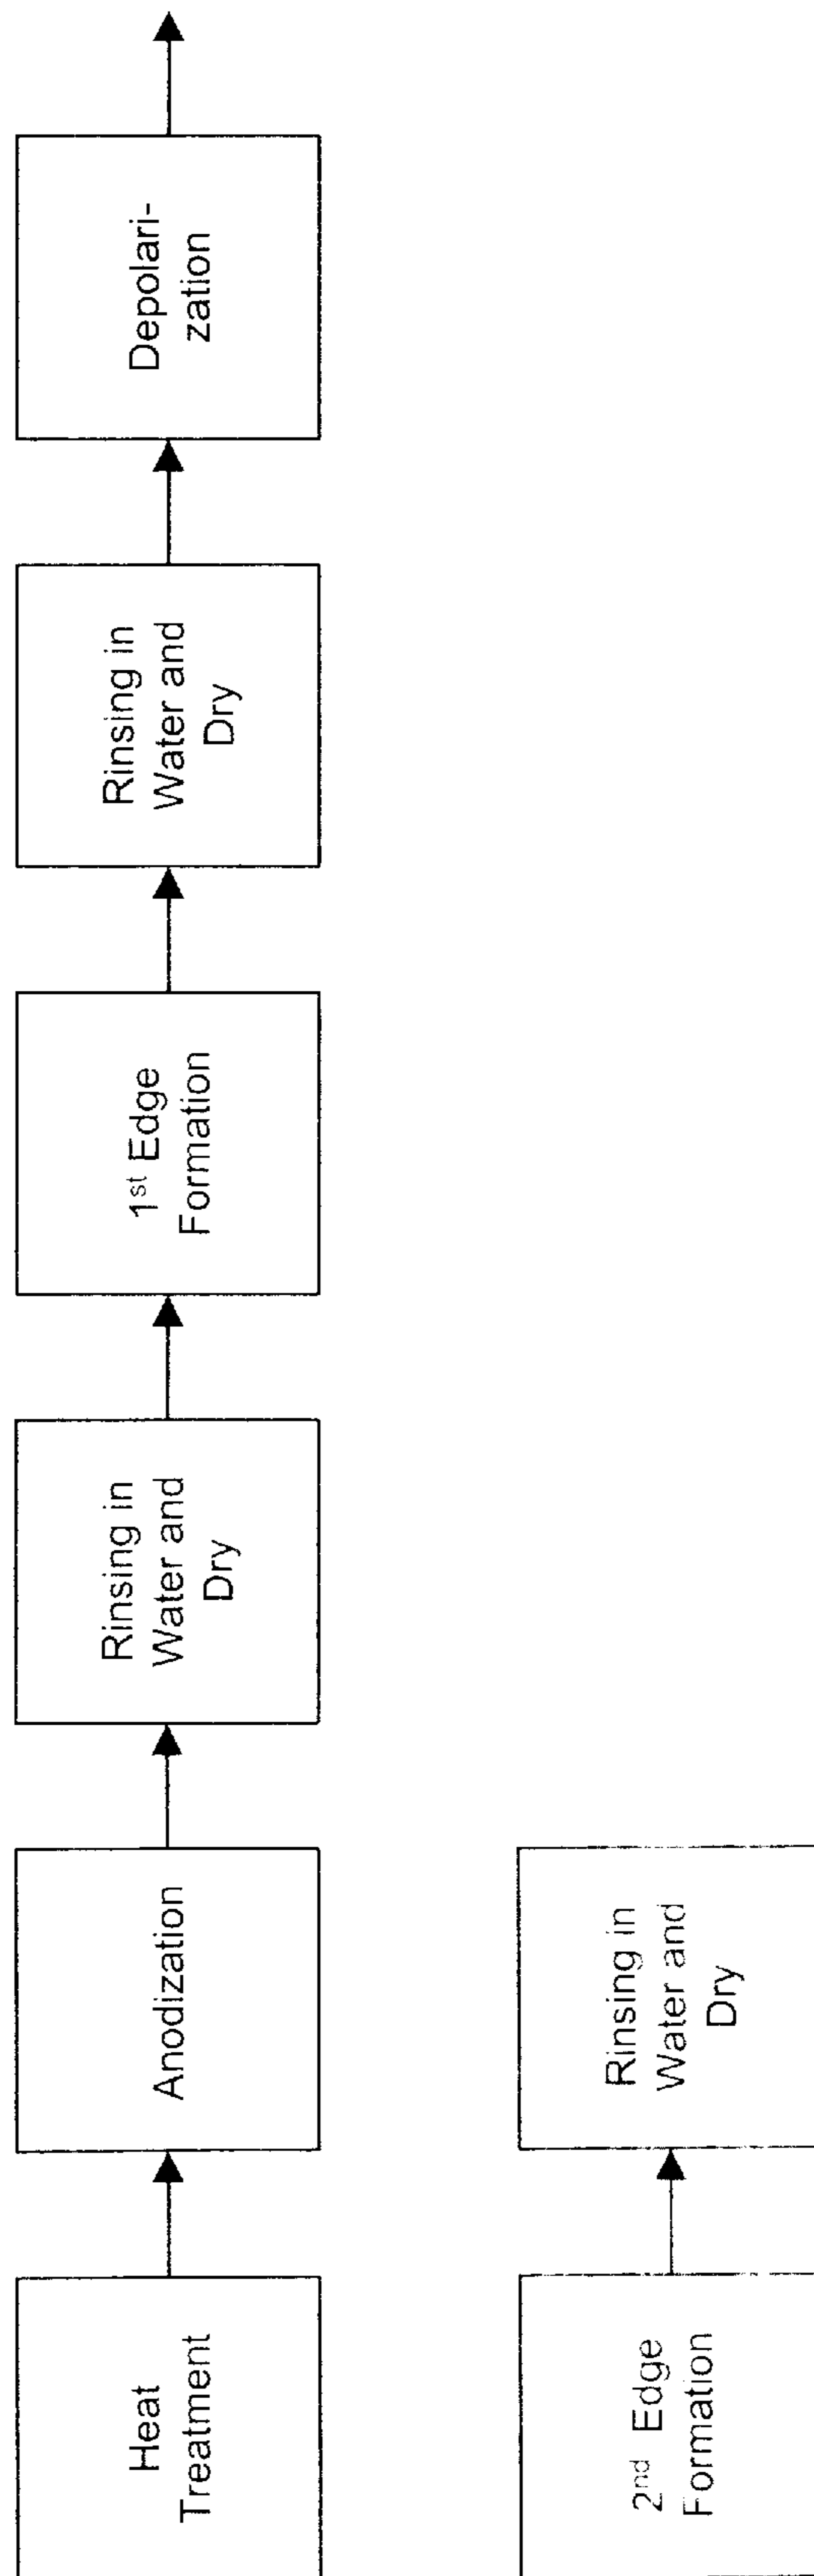 Heat
Treatment
Anodization
Rinsing in
Water and
Dry
1st Edge
Formation
Rinsing in
Water and
Dry
Depolari-
zation
2nd Edge
Formation
Rinsing in
Water and
Dry